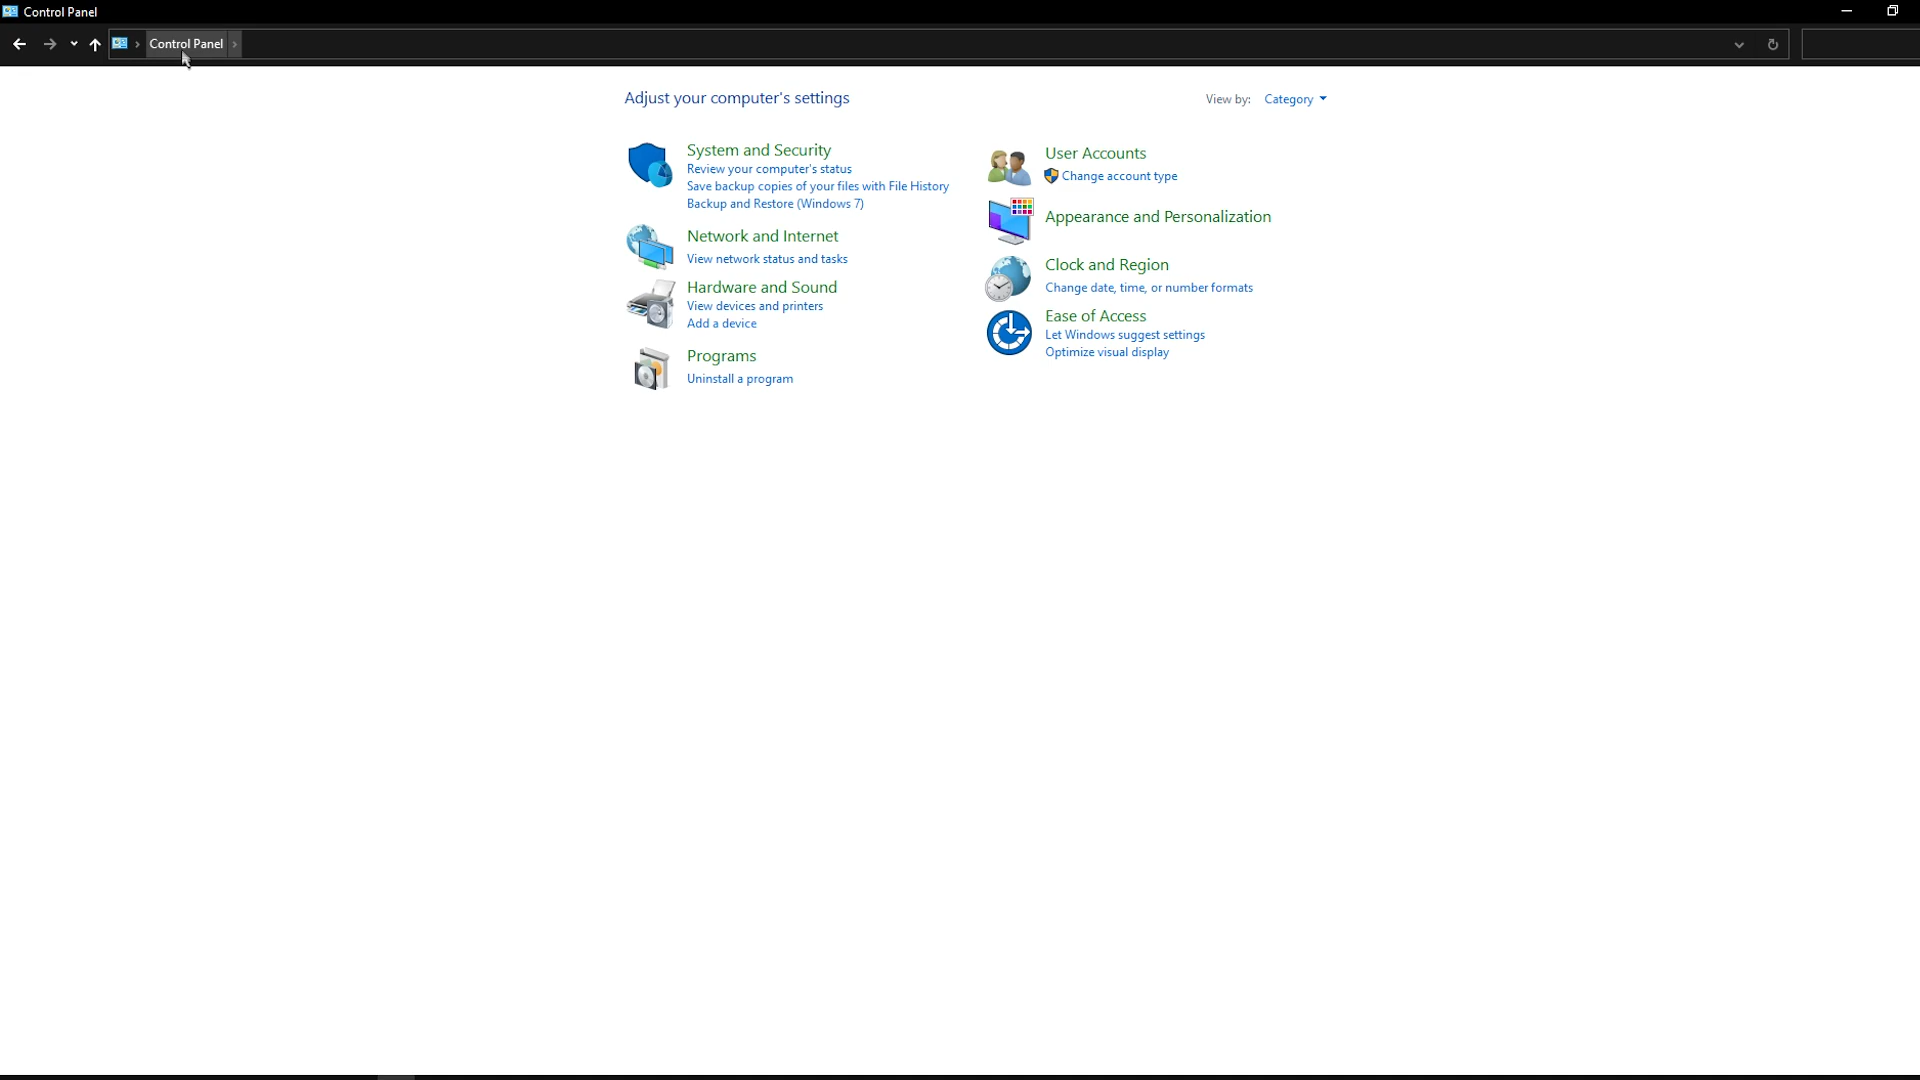 Control Panel
Control Panel
Adjust your computer's settings
View by: Category
System and Security
Review your computer's status
Save backup copies of your files with File History
Backup and Restore (Windows 7)
Network and Internet
View network status and tasks
Hardware and Sound
View devices and printers
Add a device
Programs
Uninstall a program
User Accounts
Change account type
Appearance and Personalization
Clock and Region
Change date, time, or number formats
Ease of Access
Let Windows suggest settings
Optimize visual display